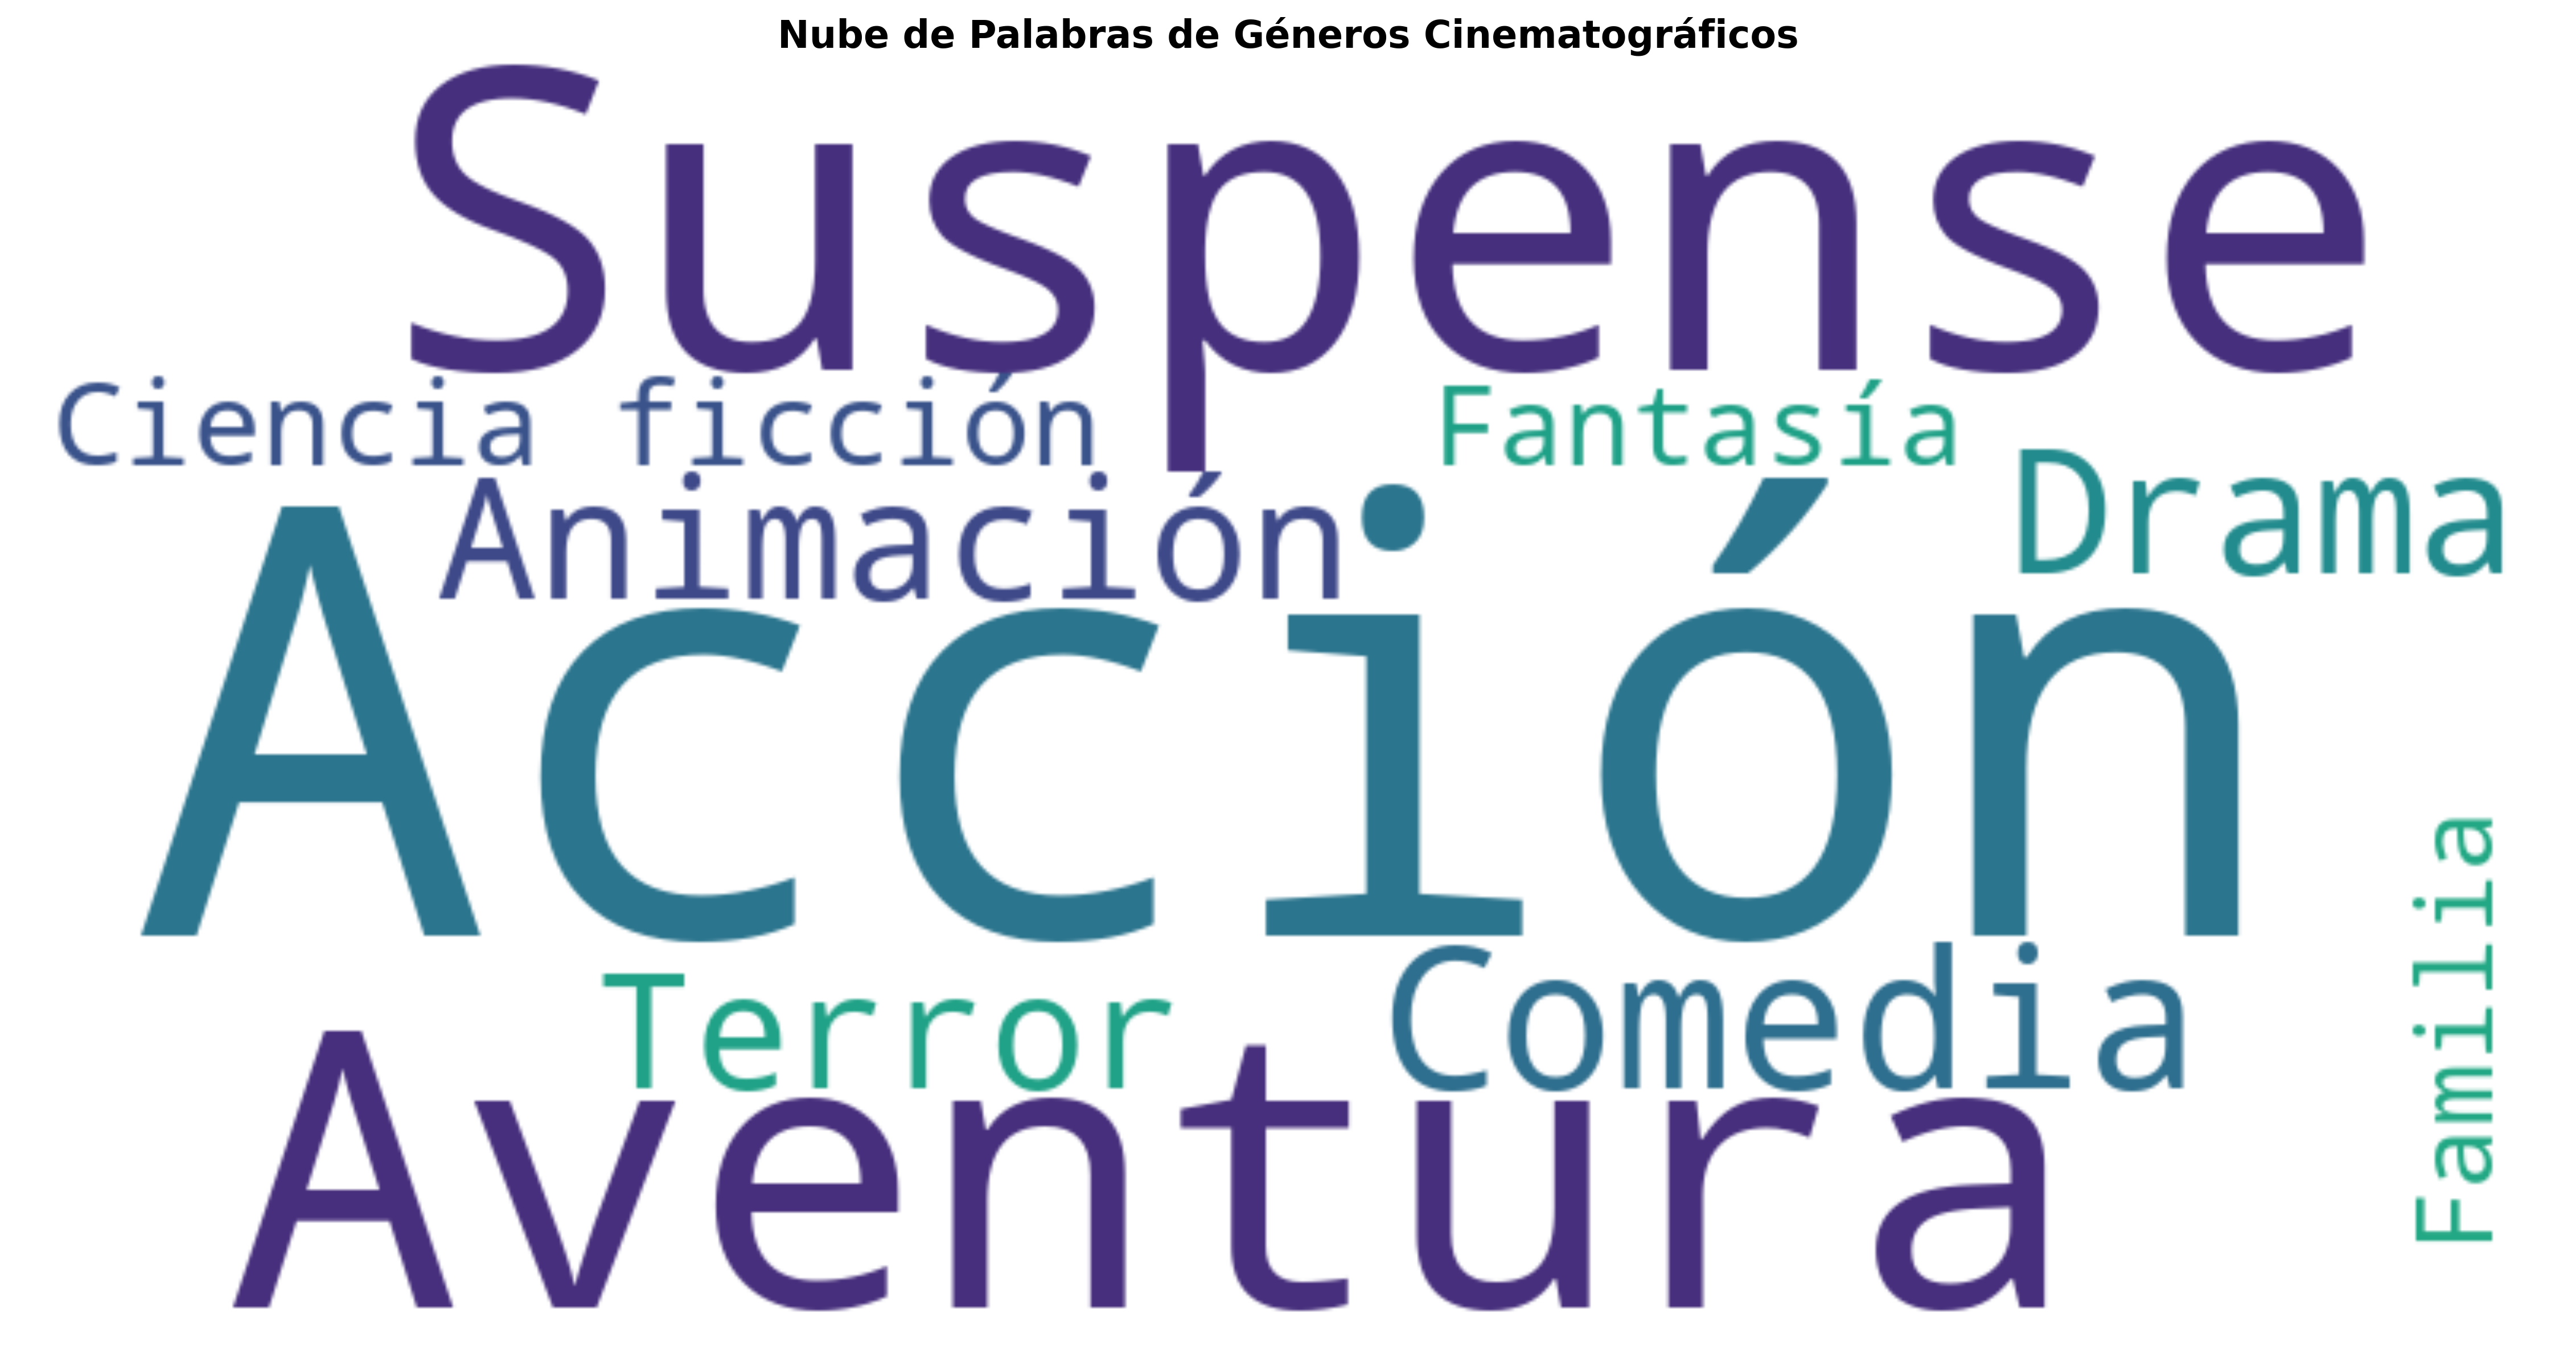 Nube de Palabras de Géneros Cinematográficos
Suspense
Ciencia ficción
Fantasía
Animación
Drama
Acción
Terror
Comedia
Familia
Aventura